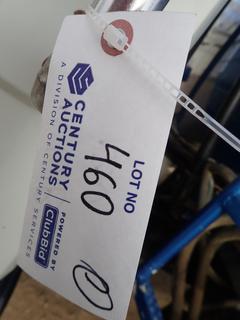 CENTURY
AUCTIONS
A DIVISION OF CENTURY SERVICES
POWERED BY
ClubBid
LOT NO
460